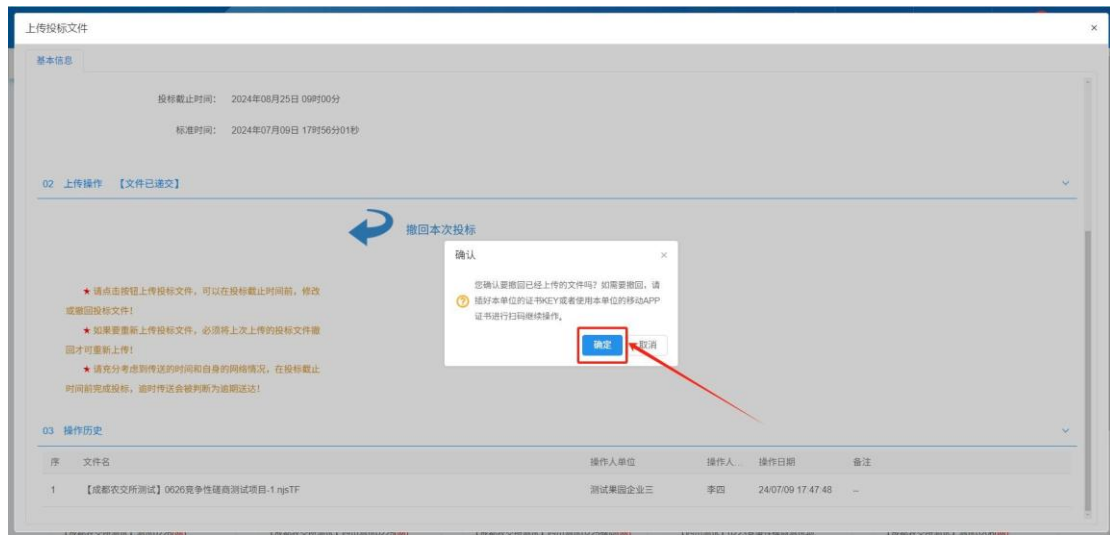 上传投标文件
基本信息
投标截止时间： 2024年08月25日 09时00分
标准时间： 2024年07月09日 17时56分01秒
02 上传操作 【文件已递交】
撤回本次投标
确认
您确认要撤回已经上传的文件吗？如需要撤回，请
插好本单位的证书KEY或者使用本单位的移动APP
证书进行扫码继续操作。
确定 取消
★ 请点击按钮上传投标文件，可以在投标截止时间前，修改
或撤回投标文件！
★ 如果要重新上传投标文件，必须将上次上传的投标文件撤
回才可重新上传！
★ 请充分考虑到传送的时间和自身的网络情况，在投标截止
时间前完成投标，逾时传送会被判断为逾期送达！
03 操作历史
序 文件名 操作人单位 操作人... 操作日期 备注
1 【成都农交所测试】0626竞争性磋商测试项目-1.njsTF 测试果园企业三 李四 24/07/09 17:47:48 --